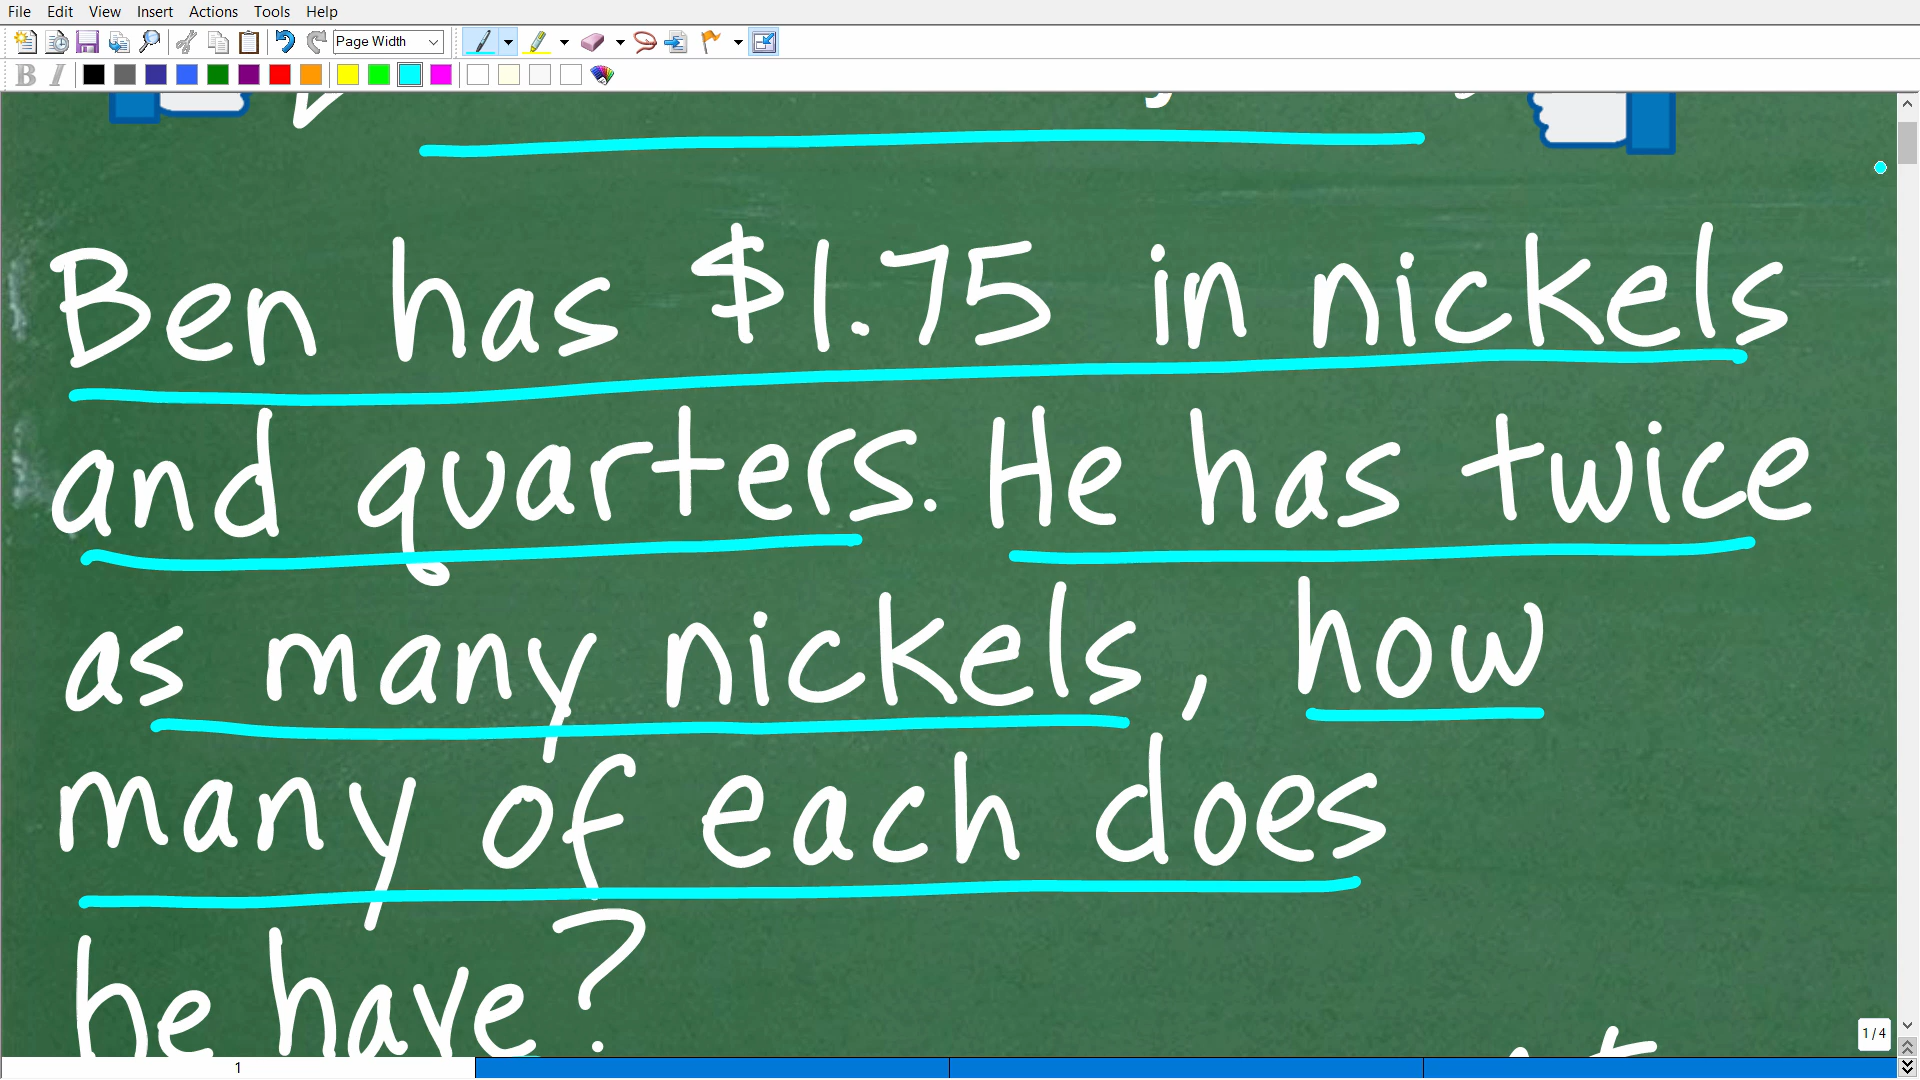 File Edit View Insert Actions Tools Help
Page Width
B I
Ben has $1.75 in nickels
and quarters. He has twice
as many nickels, how
many of each does
he have?
1 / 4
1